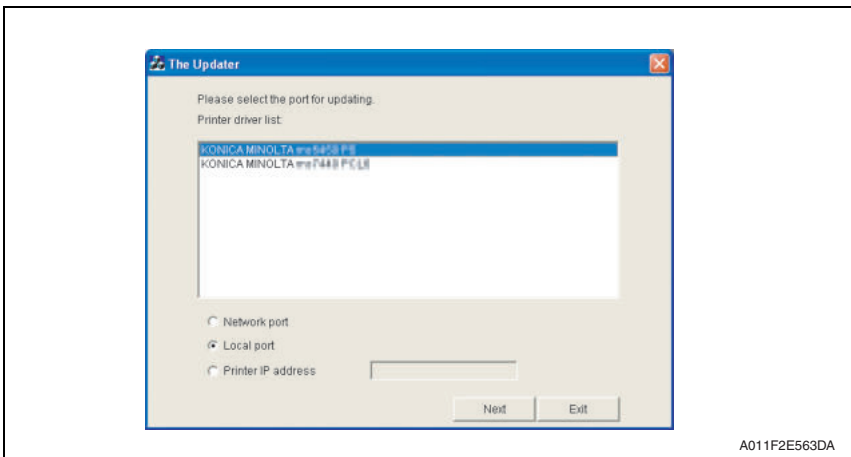 The Updater
Please select the port for updating.
Printer driver list:
KONICA MINOLTA
KONICA MINOLTA
Network port
Local port
Printer IP address
Next
Exit
A011F2E563DA